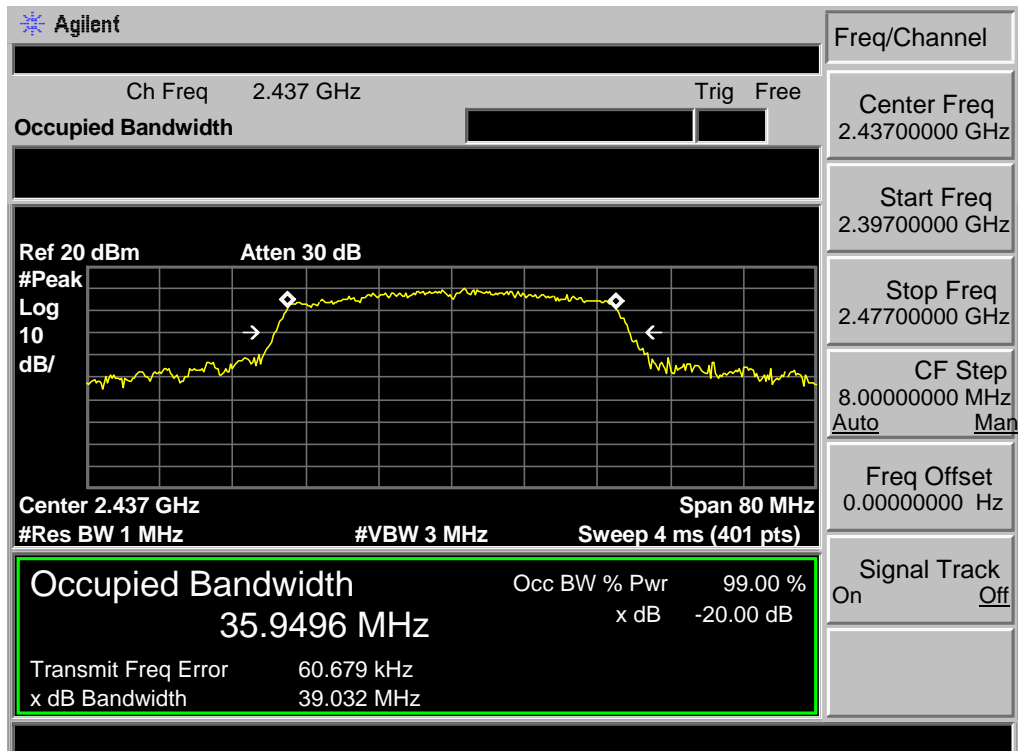 Agilent
Freq/Channel
Ch Freq 2.437 GHz Trig Free
Occupied Bandwidth
Center Freq
2.43700000 GHz
Start Freq
2.39700000 GHz
Ref 20 dBm Atten 30 dB
#Peak
Log
10
dB/
Stop Freq
2.47700000 GHz
CF Step
8.00000000 MHz
Auto Man
Freq Offset
0.00000000 Hz
Center 2.437 GHz Span 80 MHz
#Res BW 1 MHz #VBW 3 MHz Sweep 4 ms (401 pts)
Signal Track
On Off
Occupied Bandwidth Occ BW % Pwr 99.00 %
35.9496 MHz x dB -20.00 dB
Transmit Freq Error 60.679 kHz
x dB Bandwidth 39.032 MHz